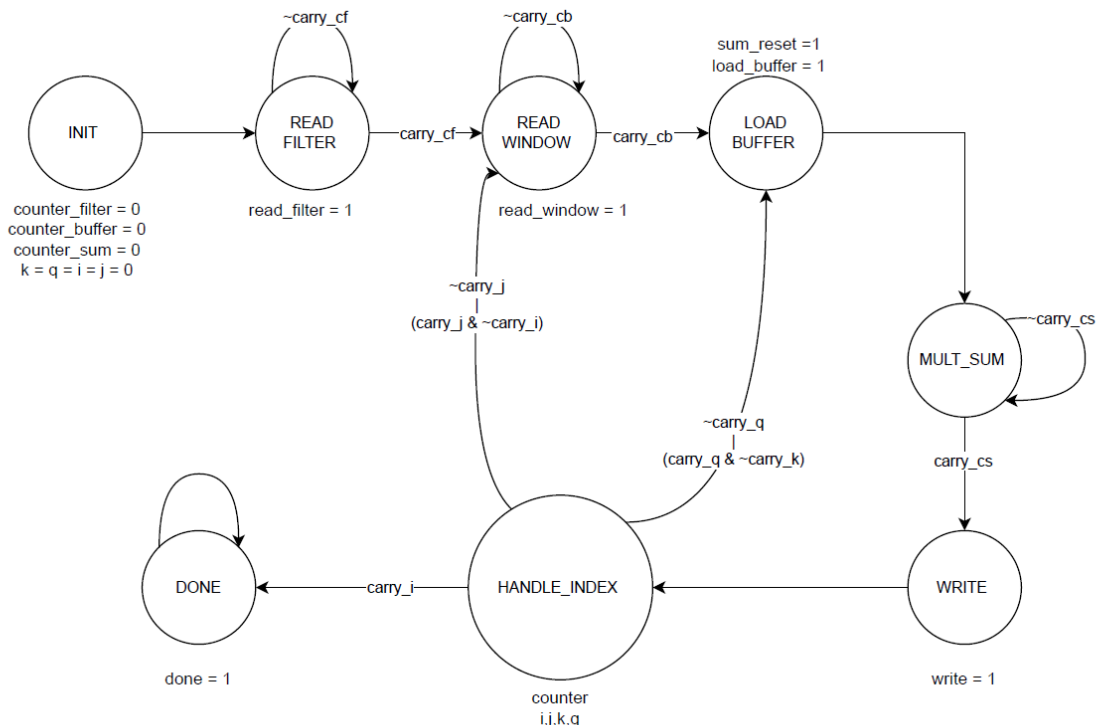 ~carry_cf
~carry_cb
sum_reset =1
load_buffer = 1
INIT
READ
FILTER
carry_cf
READ
WINDOW
carry_cb
LOAD
BUFFER
counter_filter = 0
counter_buffer = 0
counter_sum = 0
k = q = i = j = 0
read_filter = 1
read_window = 1
~carry_j
|
(carry_j & ~carry_i)
~carry_cs
MULT_SUM
~carry_q
|
(carry_q & ~carry_k)
carry_cs
DONE
carry_i
HANDLE_INDEX
WRITE
done = 1
counter
i,j,k,q
write = 1